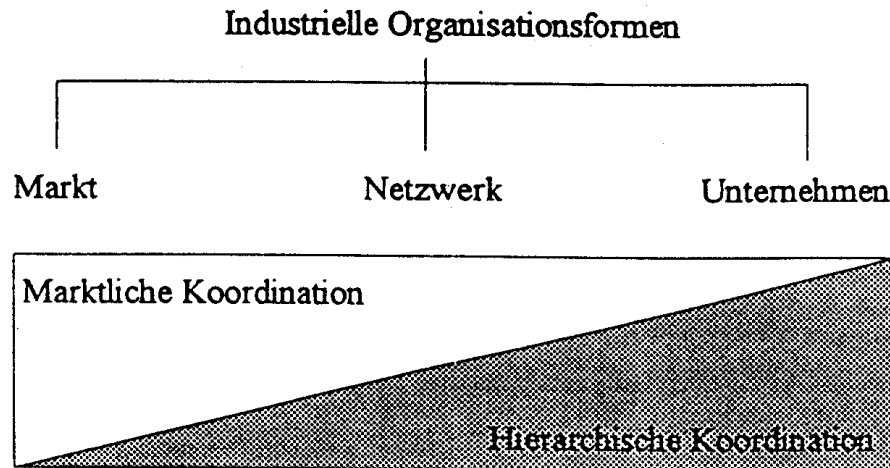 Industrielle Organisationsformen
Markt Netzwerk Unternehmen
Marktliche Koordination
Hierarchische Koordination